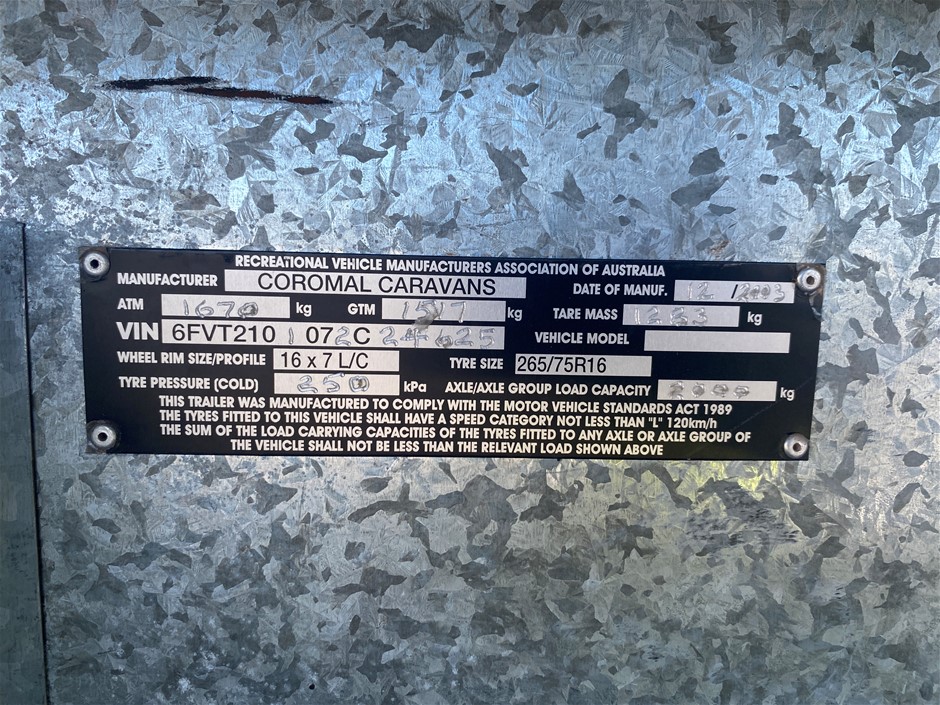 RECREATIONAL VEHICLE MANUFACTURERS ASSOCIATION OF AUSTRALIA
MANUFACTURER COROMAL CARAVANS DATE OF MANUF. 12 /2003
ATM 1670 kg GTM 1517 kg TARE MASS 1283 kg
VIN 6FVT210 1 072C 24625 VEHICLE MODEL
WHEEL RIM SIZE/PROFILE 16 x 7 L/C TYRE SIZE 265/75R16
TYRE PRESSURE (COLD) 250 kPa AXLE/AXLE GROUP LOAD CAPACITY kg
THIS TRAILER WAS MANUFACTURED TO COMPLY WITH THE MOTOR VEHICLE STANDARDS ACT 1989
THE TYRES FITTED TO THIS VEHICLE SHALL HAVE A SPEED CATEGORY NOT LESS THAN "L" 120km/h
THE SUM OF THE LOAD CARRYING CAPACITIES OF THE TYRES FITTED TO ANY AXLE OR AXLE GROUP OF
THE VEHICLE SHALL NOT BE LESS THAN THE RELEVANT LOAD SHOWN ABOVE